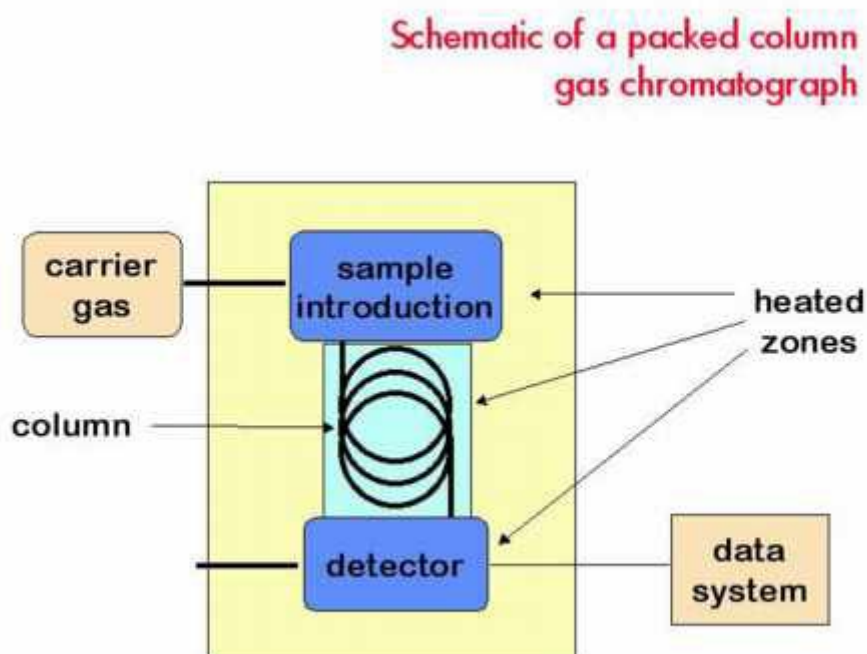 Schematic of a packed column
gas chromatograph
carrier
gas
sample
introduction
heated
zones
column
detector
data
system